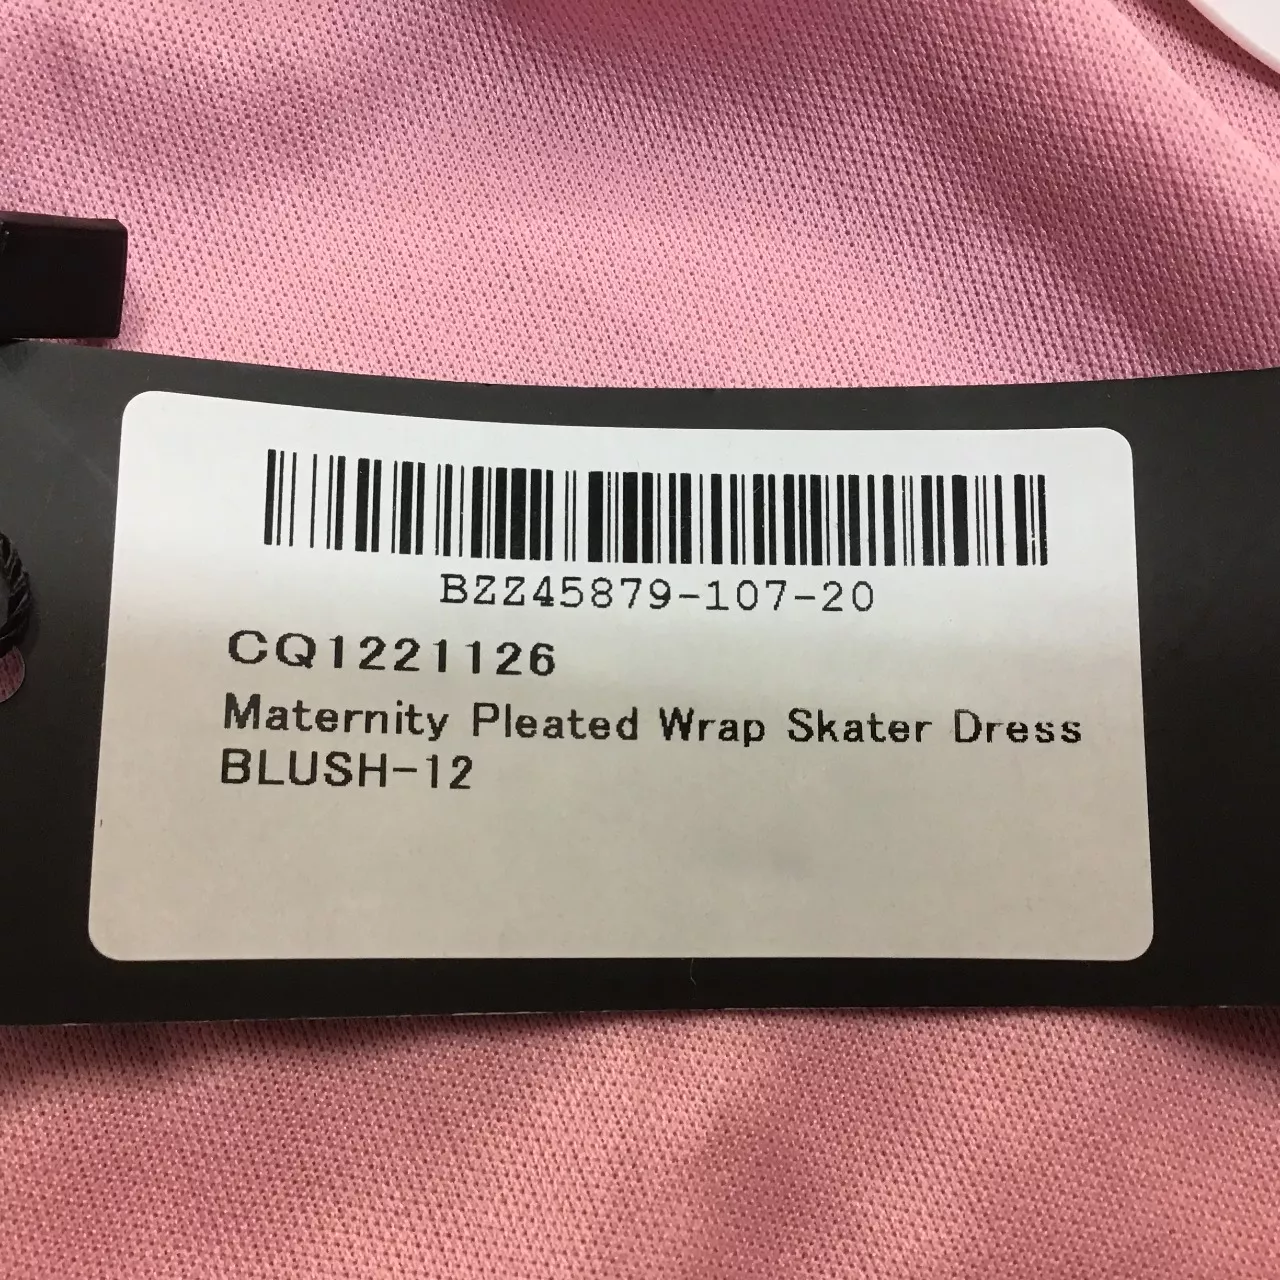 BZZ45879-107-20
CQ1221126
Maternity Pleated Wrap Skater Dress
BLUSH-12